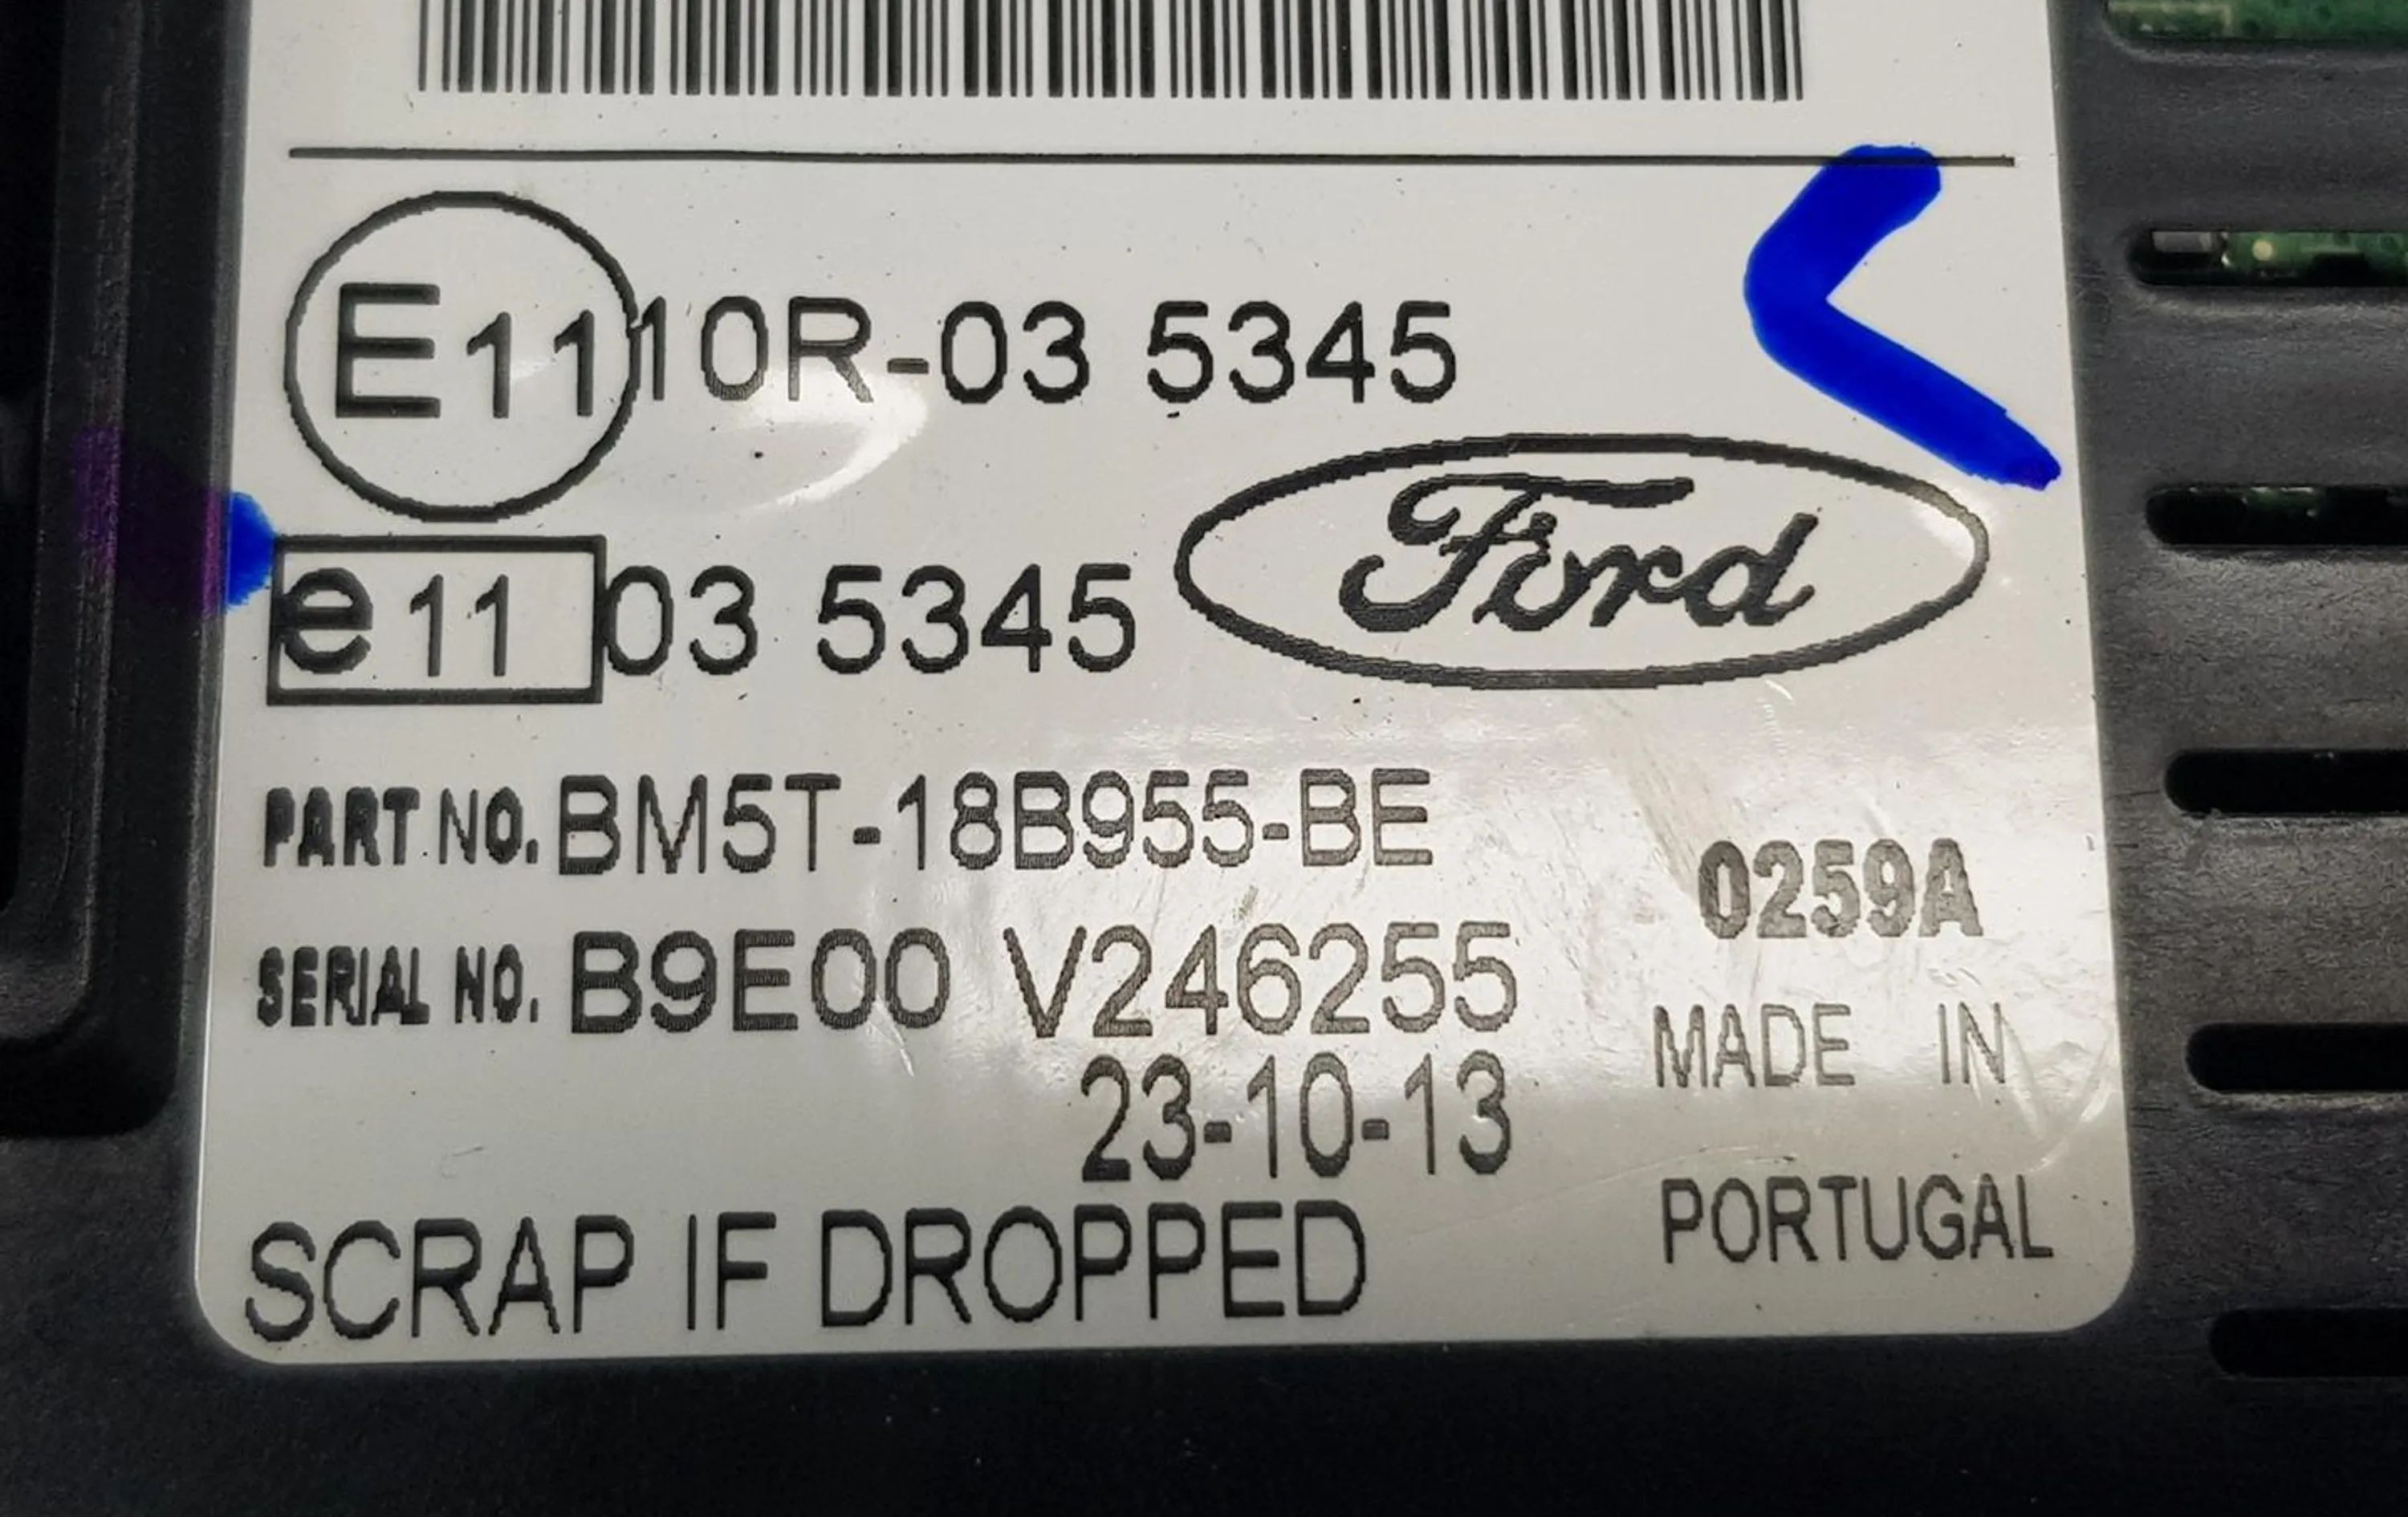 E11 10R-03 5345
e11 03 5345 Ford
PART NO. BM5T-18B955-BE
0259A
SERIAL NO. B9E00 V246255
MADE IN
23-10-13
PORTUGAL
SCRAP IF DROPPED